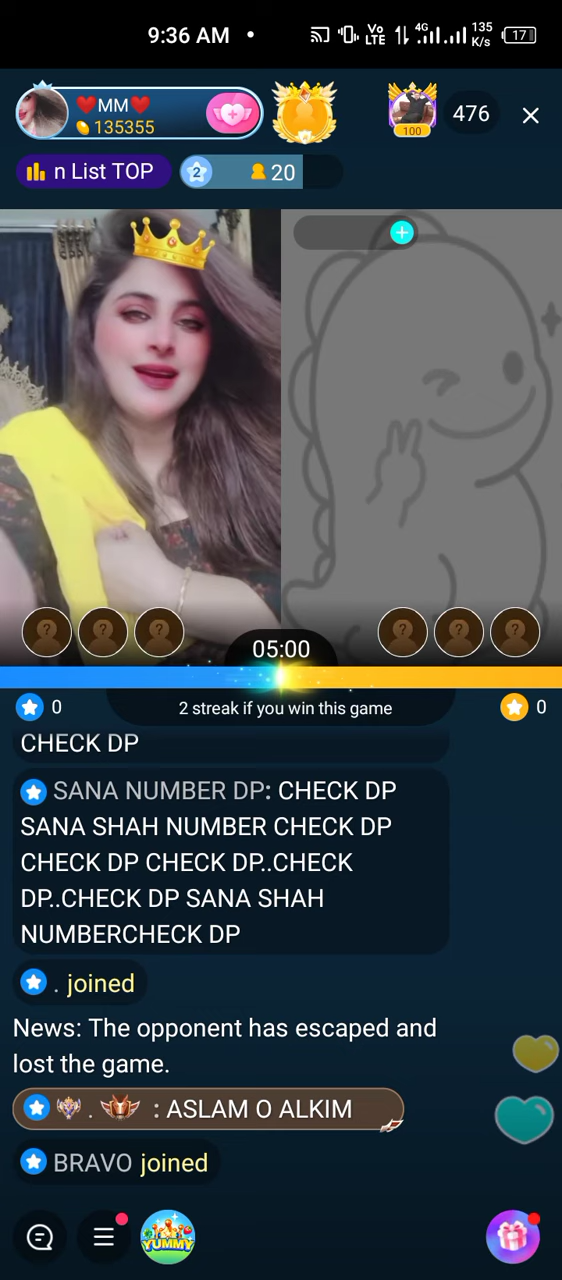 9:36 AM
Vo LTE
4G
135 K/s
17
❤️MM❤️
135355
100
476
n List TOP
2
20
05:00
0
2 streak if you win this game
0
CHECK DP
SANA NUMBER DP: CHECK DP
SANA SHAH NUMBER CHECK DP
CHECK DP CHECK DP..CHECK
DP..CHECK DP SANA SHAH
NUMBERCHECK DP
. joined
News: The opponent has escaped and
lost the game.
. : ASLAM O ALKIM
BRAVO joined
YUMMY